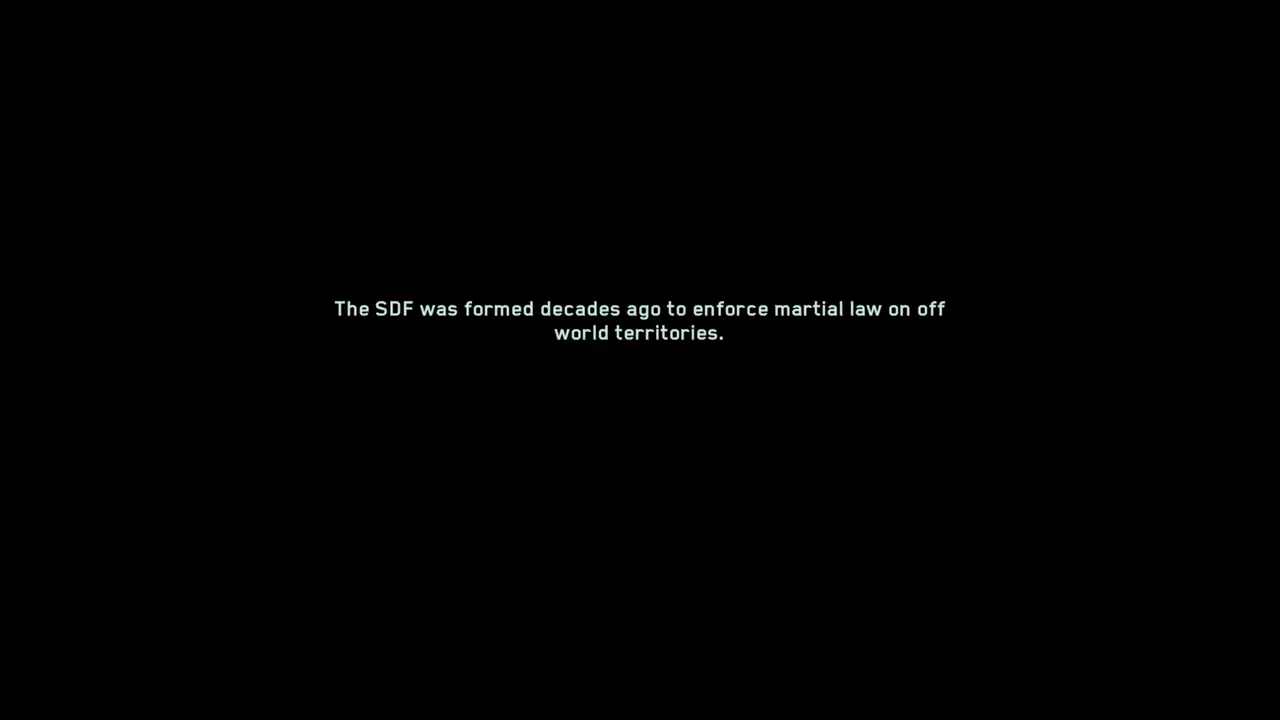 The SDF was formed decades ago to enforce martial law on off
world territories.